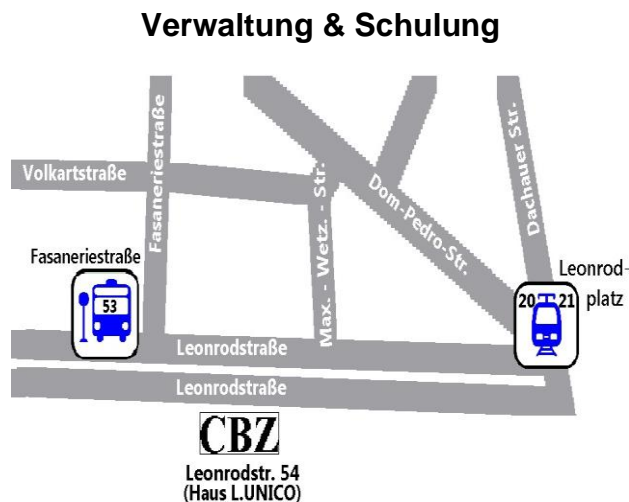 Verwaltung & Schulung
Volkartstraße
Fasaneriestraße
Max. - Wetz. - Str.
Dom-Pedro-Str.
Dachauer Str.
Fasaneriestraße
53
20 21
Leonrod-
platz
Leonrodstraße
Leonrodstraße
CBZ
Leonrodstr. 54
(Haus L.UNICO)